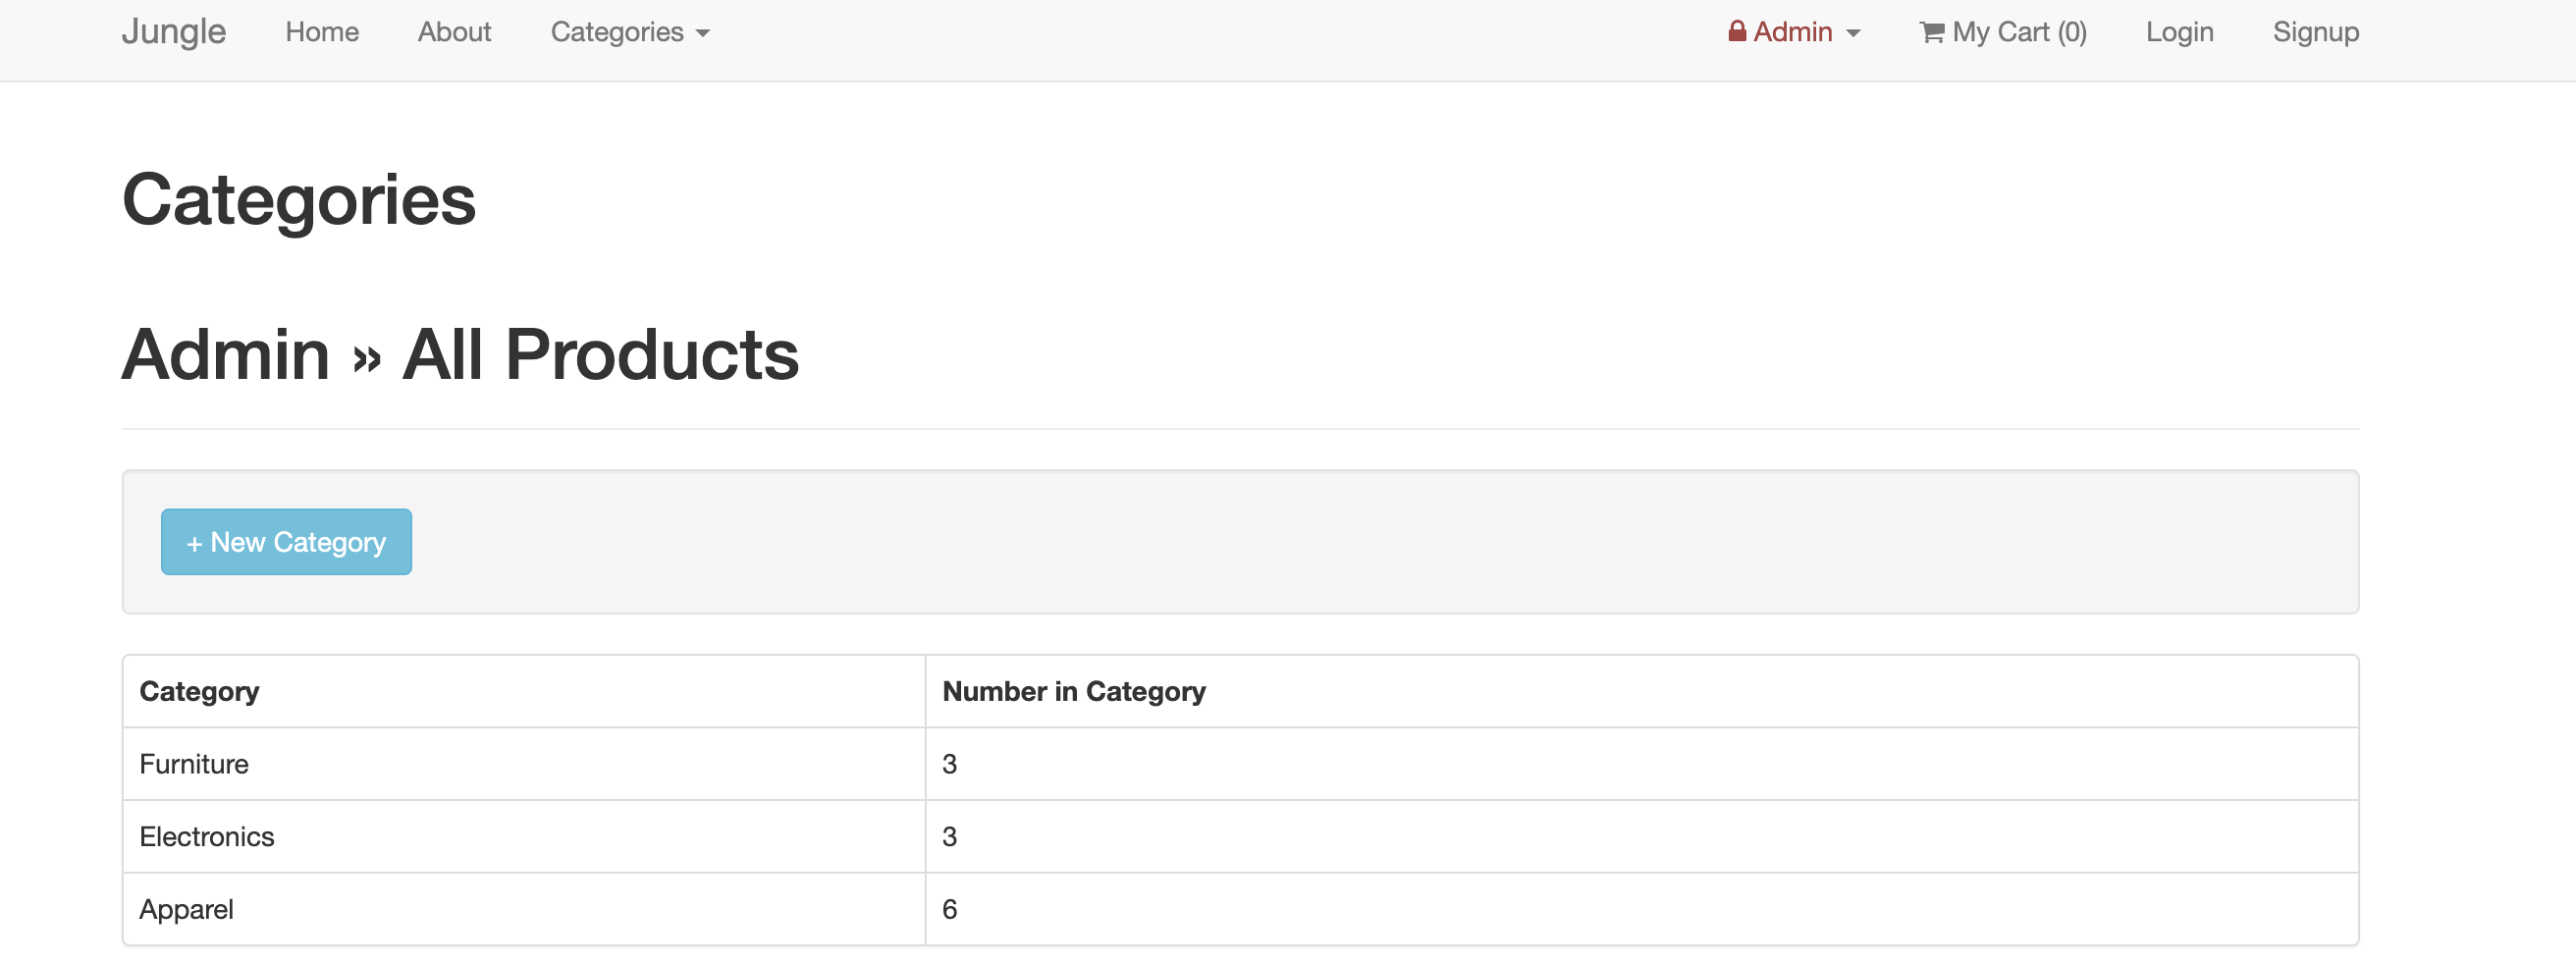 Jungle Home About Categories Admin My Cart (0) Login Signup
Categories
Admin » All Products
+ New Category
Category Number in Category
Furniture 3
Electronics 3
Apparel 6